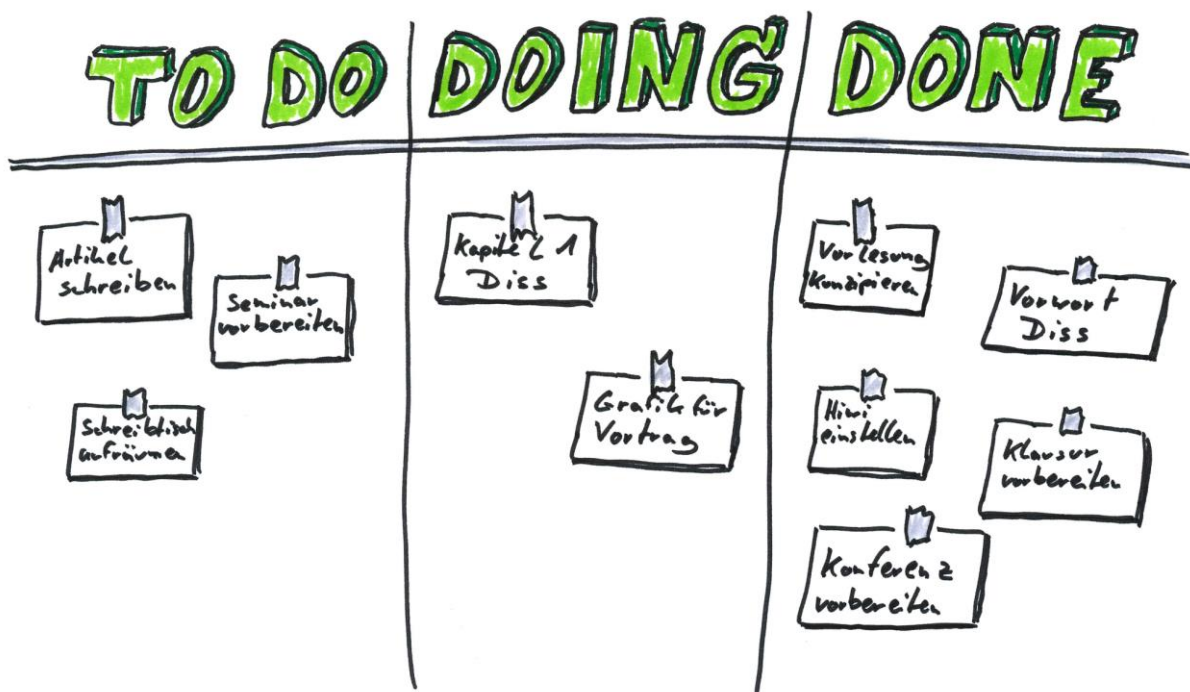 TO DO
DOING
DONE
Artikel
schreiben
Seminar
vorbereiten
Schreibtisch
aufräumen
Kapitel 1
Diss
Grafik für
Vortrag
Vorlesung
Konzipieren
Vorwort
Diss
Hiwi
einstellen
Klausur
vorbereiten
Konferenz
vorbereiten